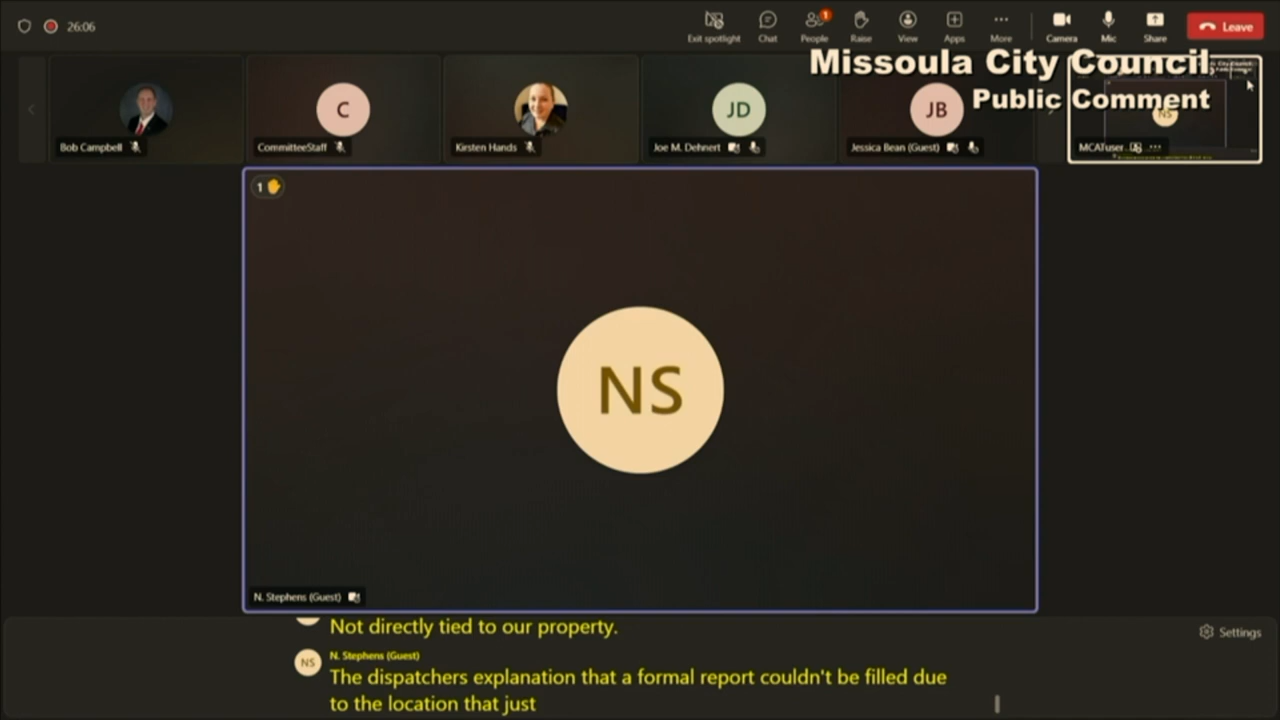 26:06
Exit spotlight
Chat
1
People
Raise
View
Apps
More
Camera
Mic
Share
Leave
Missoula City Council,
Public Comment
Bob Campbell
C
CommitteeStaff
Kirsten Hands
JD
Joe M. Dehnert
JB
Jessica Bean (Guest)
NS
MCATuser
1
NS
N. Stephens (Guest)
Not directly tied to our property.
Settings
NS
N. Stephens (Guest)
The dispatchers explanation that a formal report couldn't be filled due
to the location that just